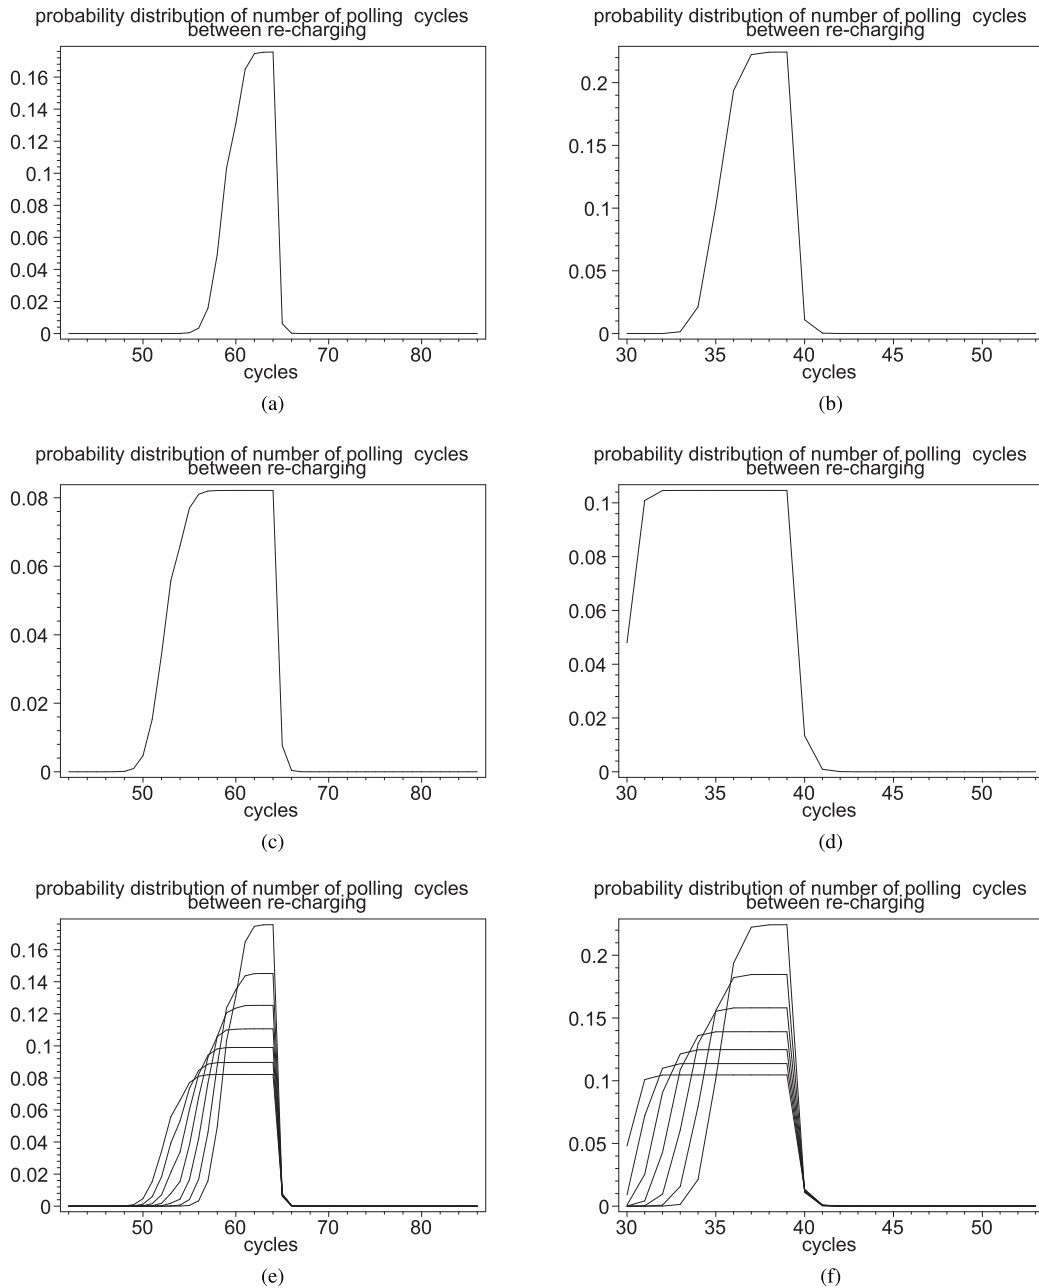 probability distribution of number of polling cycles
between re-charging
0.16
0.14
0.12
0.1
0.08
0.06
0.04
0.02
0
50 60 70 80
cycles
(a)
probability distribution of number of polling cycles
between re-charging
0.2
0.15
0.1
0.05
0
30 35 40 45 50
cycles
(b)
probability distribution of number of polling cycles
between re-charging
0.08
0.06
0.04
0.02
0
50 60 70 80
cycles
(c)
probability distribution of number of polling cycles
between re-charging
0.1
0.08
0.06
0.04
0.02
0
30 35 40 45 50
cycles
(d)
probability distribution of number of polling cycles
between re-charging
0.16
0.14
0.12
0.1
0.08
0.06
0.04
0.02
0
50 60 70 80
cycles
(e)
probability distribution of number of polling cycles
between re-charging
0.2
0.15
0.1
0.05
0
30 35 40 45 50
cycles
(f)